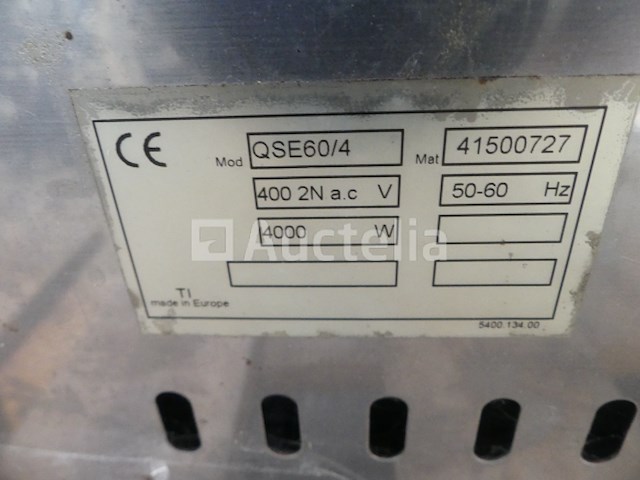 CE Mod QSE60/4 Mat 41500727
400 2N a.c V 50-60 Hz
4000 W
Auctelia
TI
made in Europe
5400.134.00